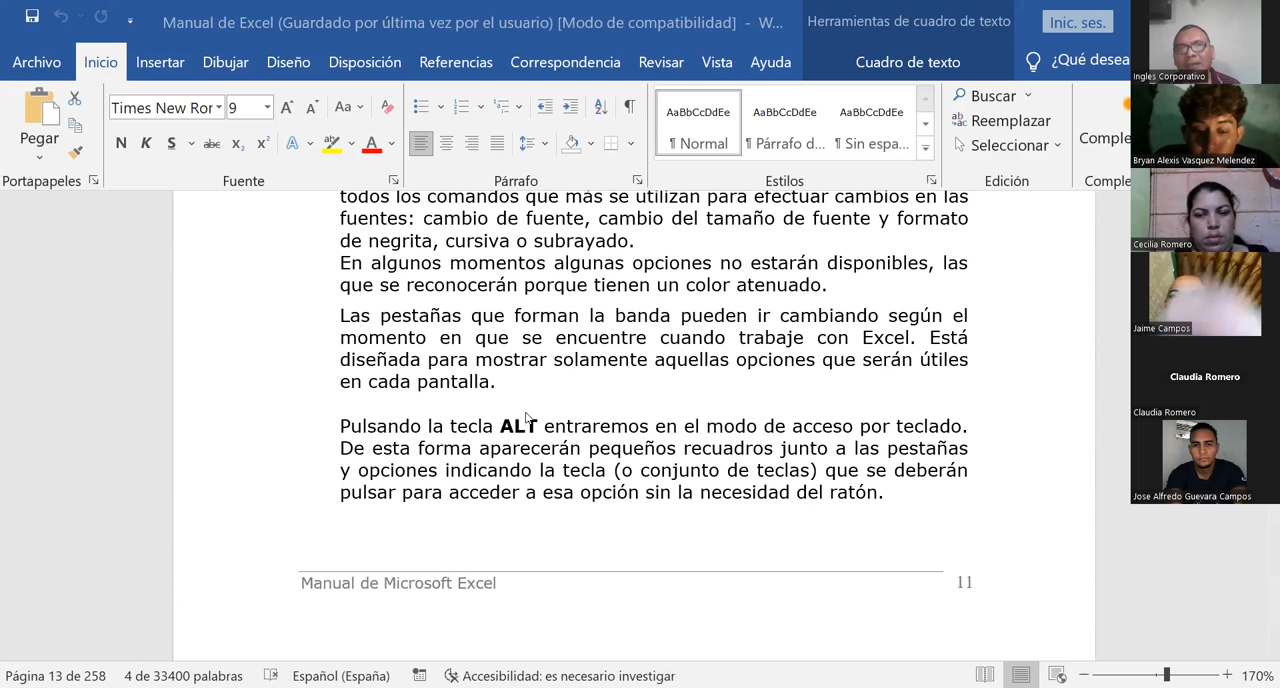 Manual de Excel (Guardado por última vez por el usuario) [Modo de compatibilidad] - W...
Herramientas de cuadro de texto
Inic. ses.
Archivo Inicio Insertar Dibujar Diseño Disposición Referencias Correspondencia Revisar Vista Ayuda Cuadro de texto ¿Qué desea
Pegar
Times New Ror 9
Aa
N K S abc x₂ x² A A
AaBbCcDdEe AaBbCcDdEe AaBbCcDdEe
¶ Normal ¶ Párrafo d... ¶ Sin espa...
Buscar
Reemplazar
Seleccionar
Comple
Portapapeles Fuente Párrafo Estilos Edición Comple
todos los comandos que más se utilizan para efectuar cambios en las
fuentes: cambio de fuente, cambio del tamaño de fuente y formato
de negrita, cursiva o subrayado.
En algunos momentos algunas opciones no estarán disponibles, las
que se reconocerán porque tienen un color atenuado.
Las pestañas que forman la banda pueden ir cambiando según el
momento en que se encuentre cuando trabaje con Excel. Está
diseñada para mostrar solamente aquellas opciones que serán útiles
en cada pantalla.
Pulsando la tecla ALT entraremos en el modo de acceso por teclado.
De esta forma aparecerán pequeños recuadros junto a las pestañas
y opciones indicando la tecla (o conjunto de teclas) que se deberán
pulsar para acceder a esa opción sin la necesidad del ratón.
Manual de Microsoft Excel 11
Página 13 de 258 4 de 33400 palabras Español (España) Accesibilidad: es necesario investigar 170%
Ingles Corporativo
Bryan Alexis Vasquez Melendez
Cecilia Romero
Jaime Campos
Claudia Romero
Claudia Romero
Jose Alfredo Guevara Campos